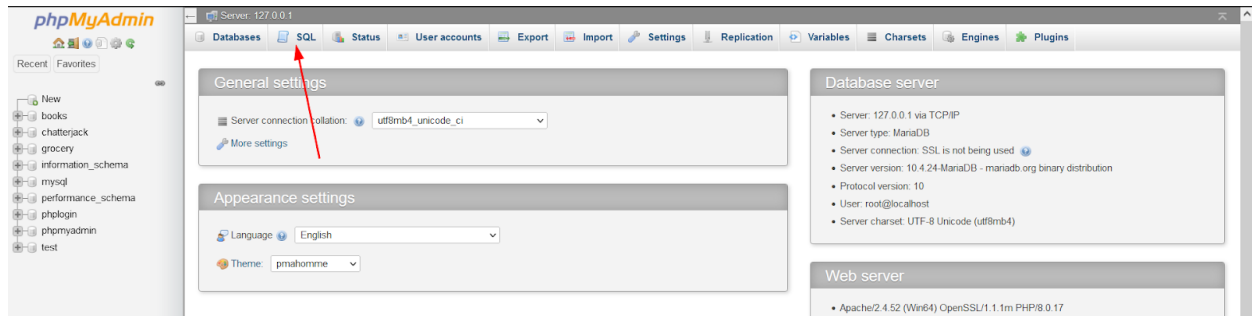 phpMyAdmin
Recent Favorites
New
books
chatterjack
grocery
information_schema
mysql
performance_schema
phplogin
phpmyadmin
test
Server: 127.0.0.1
Databases SQL Status User accounts Export Import Settings Replication Variables Charsets Engines Plugins
General settings
Server connection collation: utf8mb4_unicode_ci
More settings
Appearance settings
Language English
Theme: pmahomme
Database server
• Server: 127.0.0.1 via TCP/IP
• Server type: MariaDB
• Server connection: SSL is not being used
• Server version: 10.4.24-MariaDB - mariadb.org binary distribution
• Protocol version: 10
• User: root@localhost
• Server charset: UTF-8 Unicode (utf8mb4)
Web server
• Apache/2.4.52 (Win64) OpenSSL/1.1.1m PHP/8.0.17